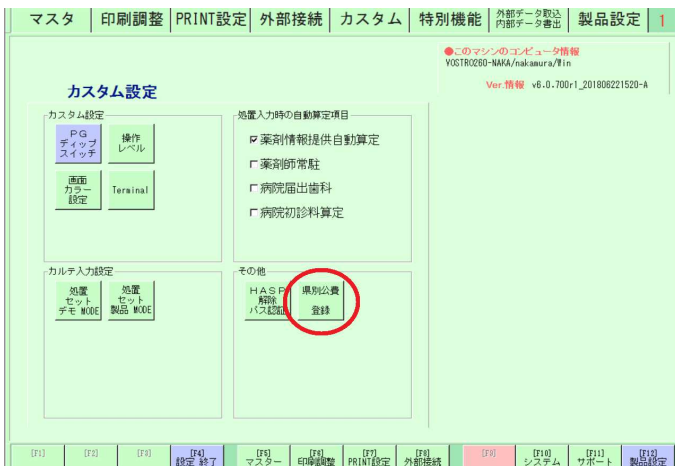 マスタ 印刷調整 PRINT設定 外部接続 カスタム 特別機能 外部データ取込 製品設定 1
内部データ書出
●このマシンのコンピュータ情報
VOSTRO260-NAKA/nakamura/Win
Ver.情報 v6.0.700r1_201806221520-A
カスタム設定
カスタム設定
PG
ディップ
スイッチ
操作
レベル
画面
カラー
設定
Terminal
処置入力時の自動算定項目
薬剤情報提供自動算定
薬剤師常駐
病院届出歯科
病院初診料算定
カルテ入力設定
処置
セット
デモ MODE
処置
セット
製品 MODE
その他
HASP
解除
パス認証
県別公費
登録
[F1] [F2] [F3] [F4] [F5] [F6] [F7] [F8] [F9] [F10] [F11] [F12]
設定 終了 マスター 印刷調整 PRINT設定 外部接続 システム サポート 製品設定